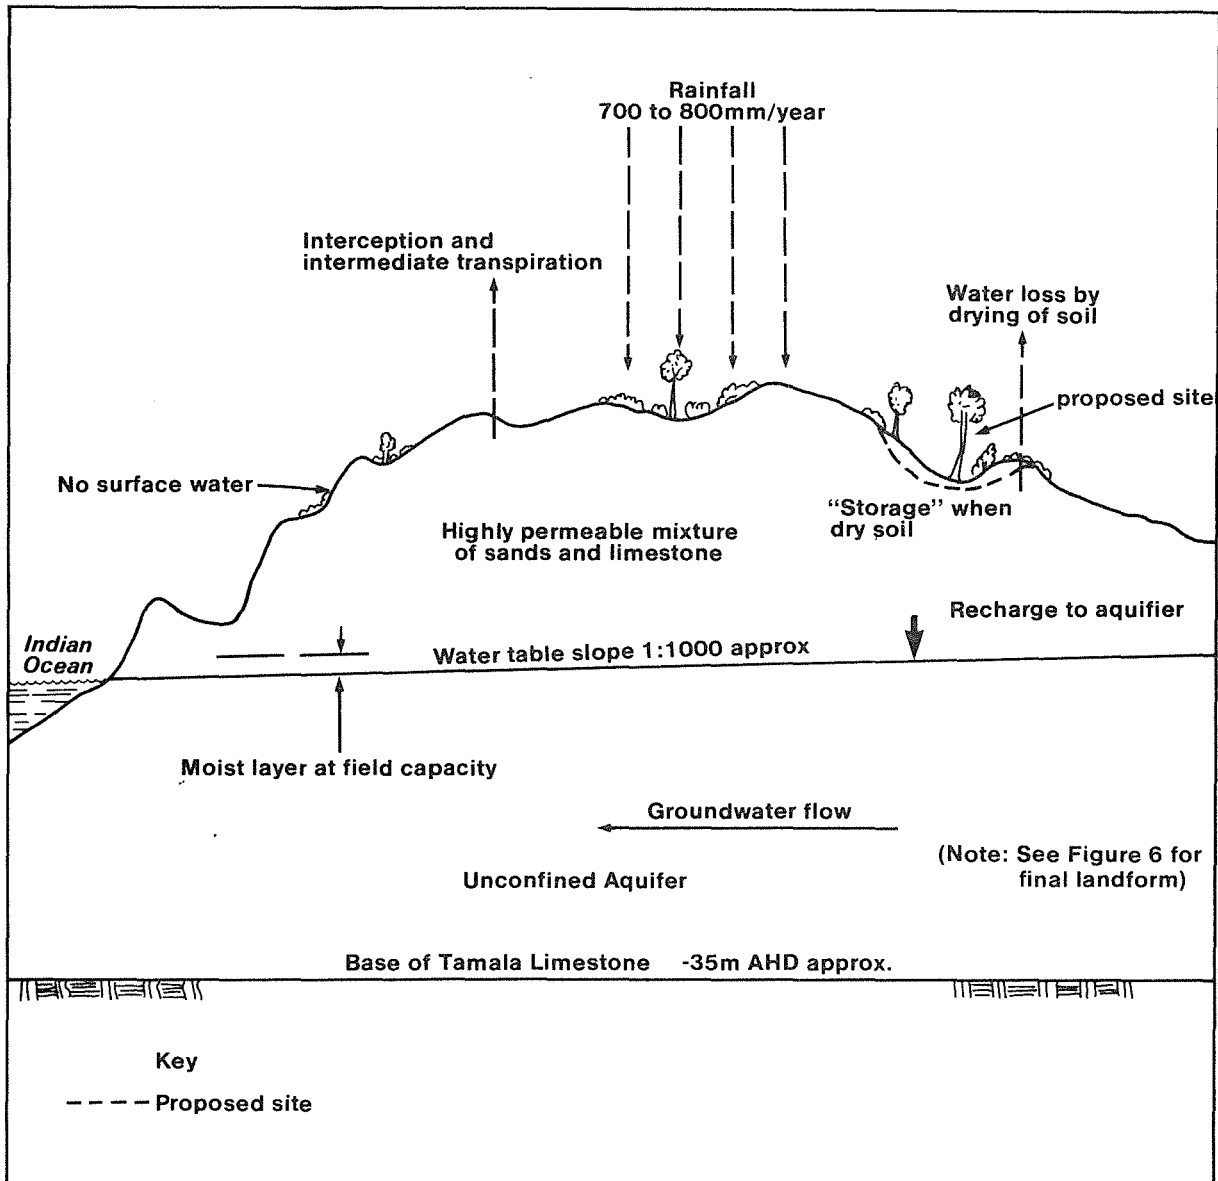 Rainfall
700 to 800mm/year
Interception and
intermediate transpiration
Water loss by
drying of soil
proposed site
No surface water
"Storage" when
dry soil
Highly permeable mixture
of sands and limestone
Recharge to aquifier
Indian
Ocean
Water table slope 1:1000 approx
Moist layer at field capacity
Groundwater flow
(Note: See Figure 6 for
final landform)
Unconfined Aquifer
Base of Tamala Limestone -35m AHD approx.
Key
Proposed site